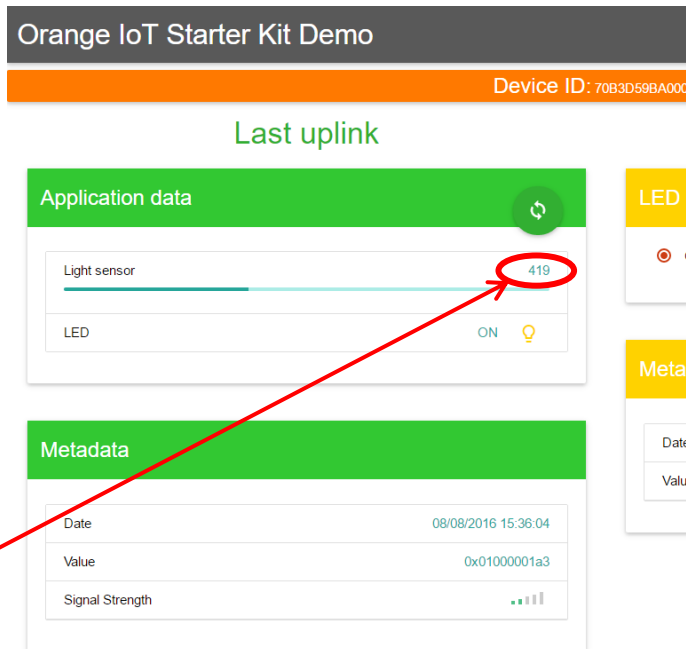 Orange IoT Starter Kit Demo
Device ID: 70B3D59BA000
Last uplink
Application data
Light sensor 419
LED ON
Metadata
Date 08/08/2016 15:36:04
Value 0x01000001a3
Signal Strength
LED
Meta
Date
Valu